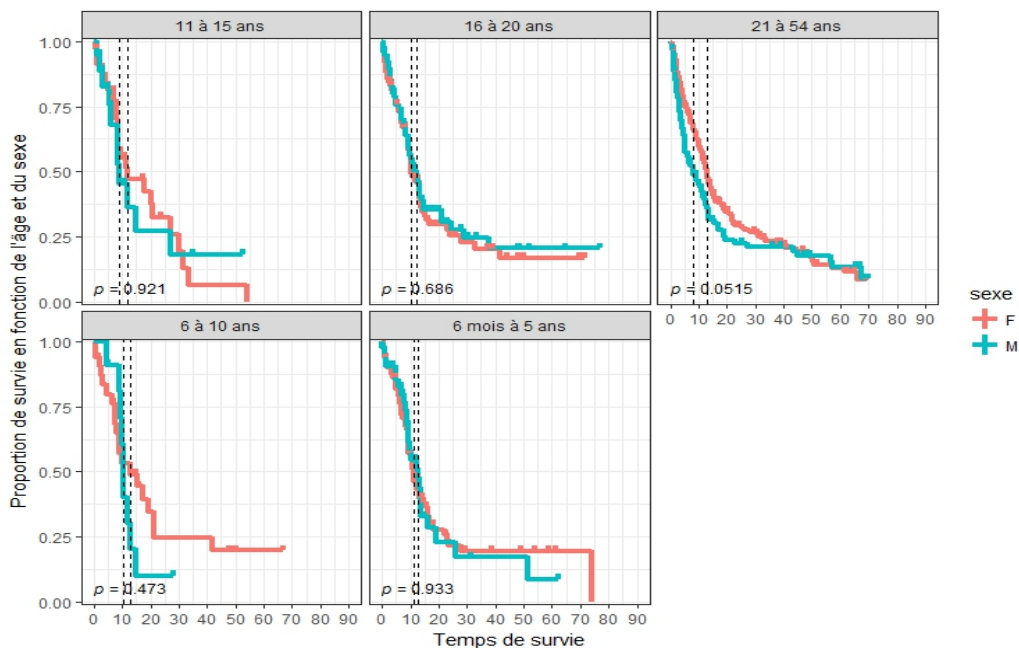 11 à 15 ans
16 à 20 ans
21 à 54 ans
1.00
0.75
0.50
0.25
0.00
p = 0.921
p = 0.686
p = 0.0515
0 10 20 30 40 50 60 70 80 90
6 à 10 ans
6 mois à 5 ans
1.00
0.75
0.50
0.25
0.00
p = 0.473
p = 0.933
0 10 20 30 40 50 60 70 80 90
0 10 20 30 40 50 60 70 80 90
Temps de survie
Proportion de survie en fonction de l'âge et du sexe
sexe
F
M